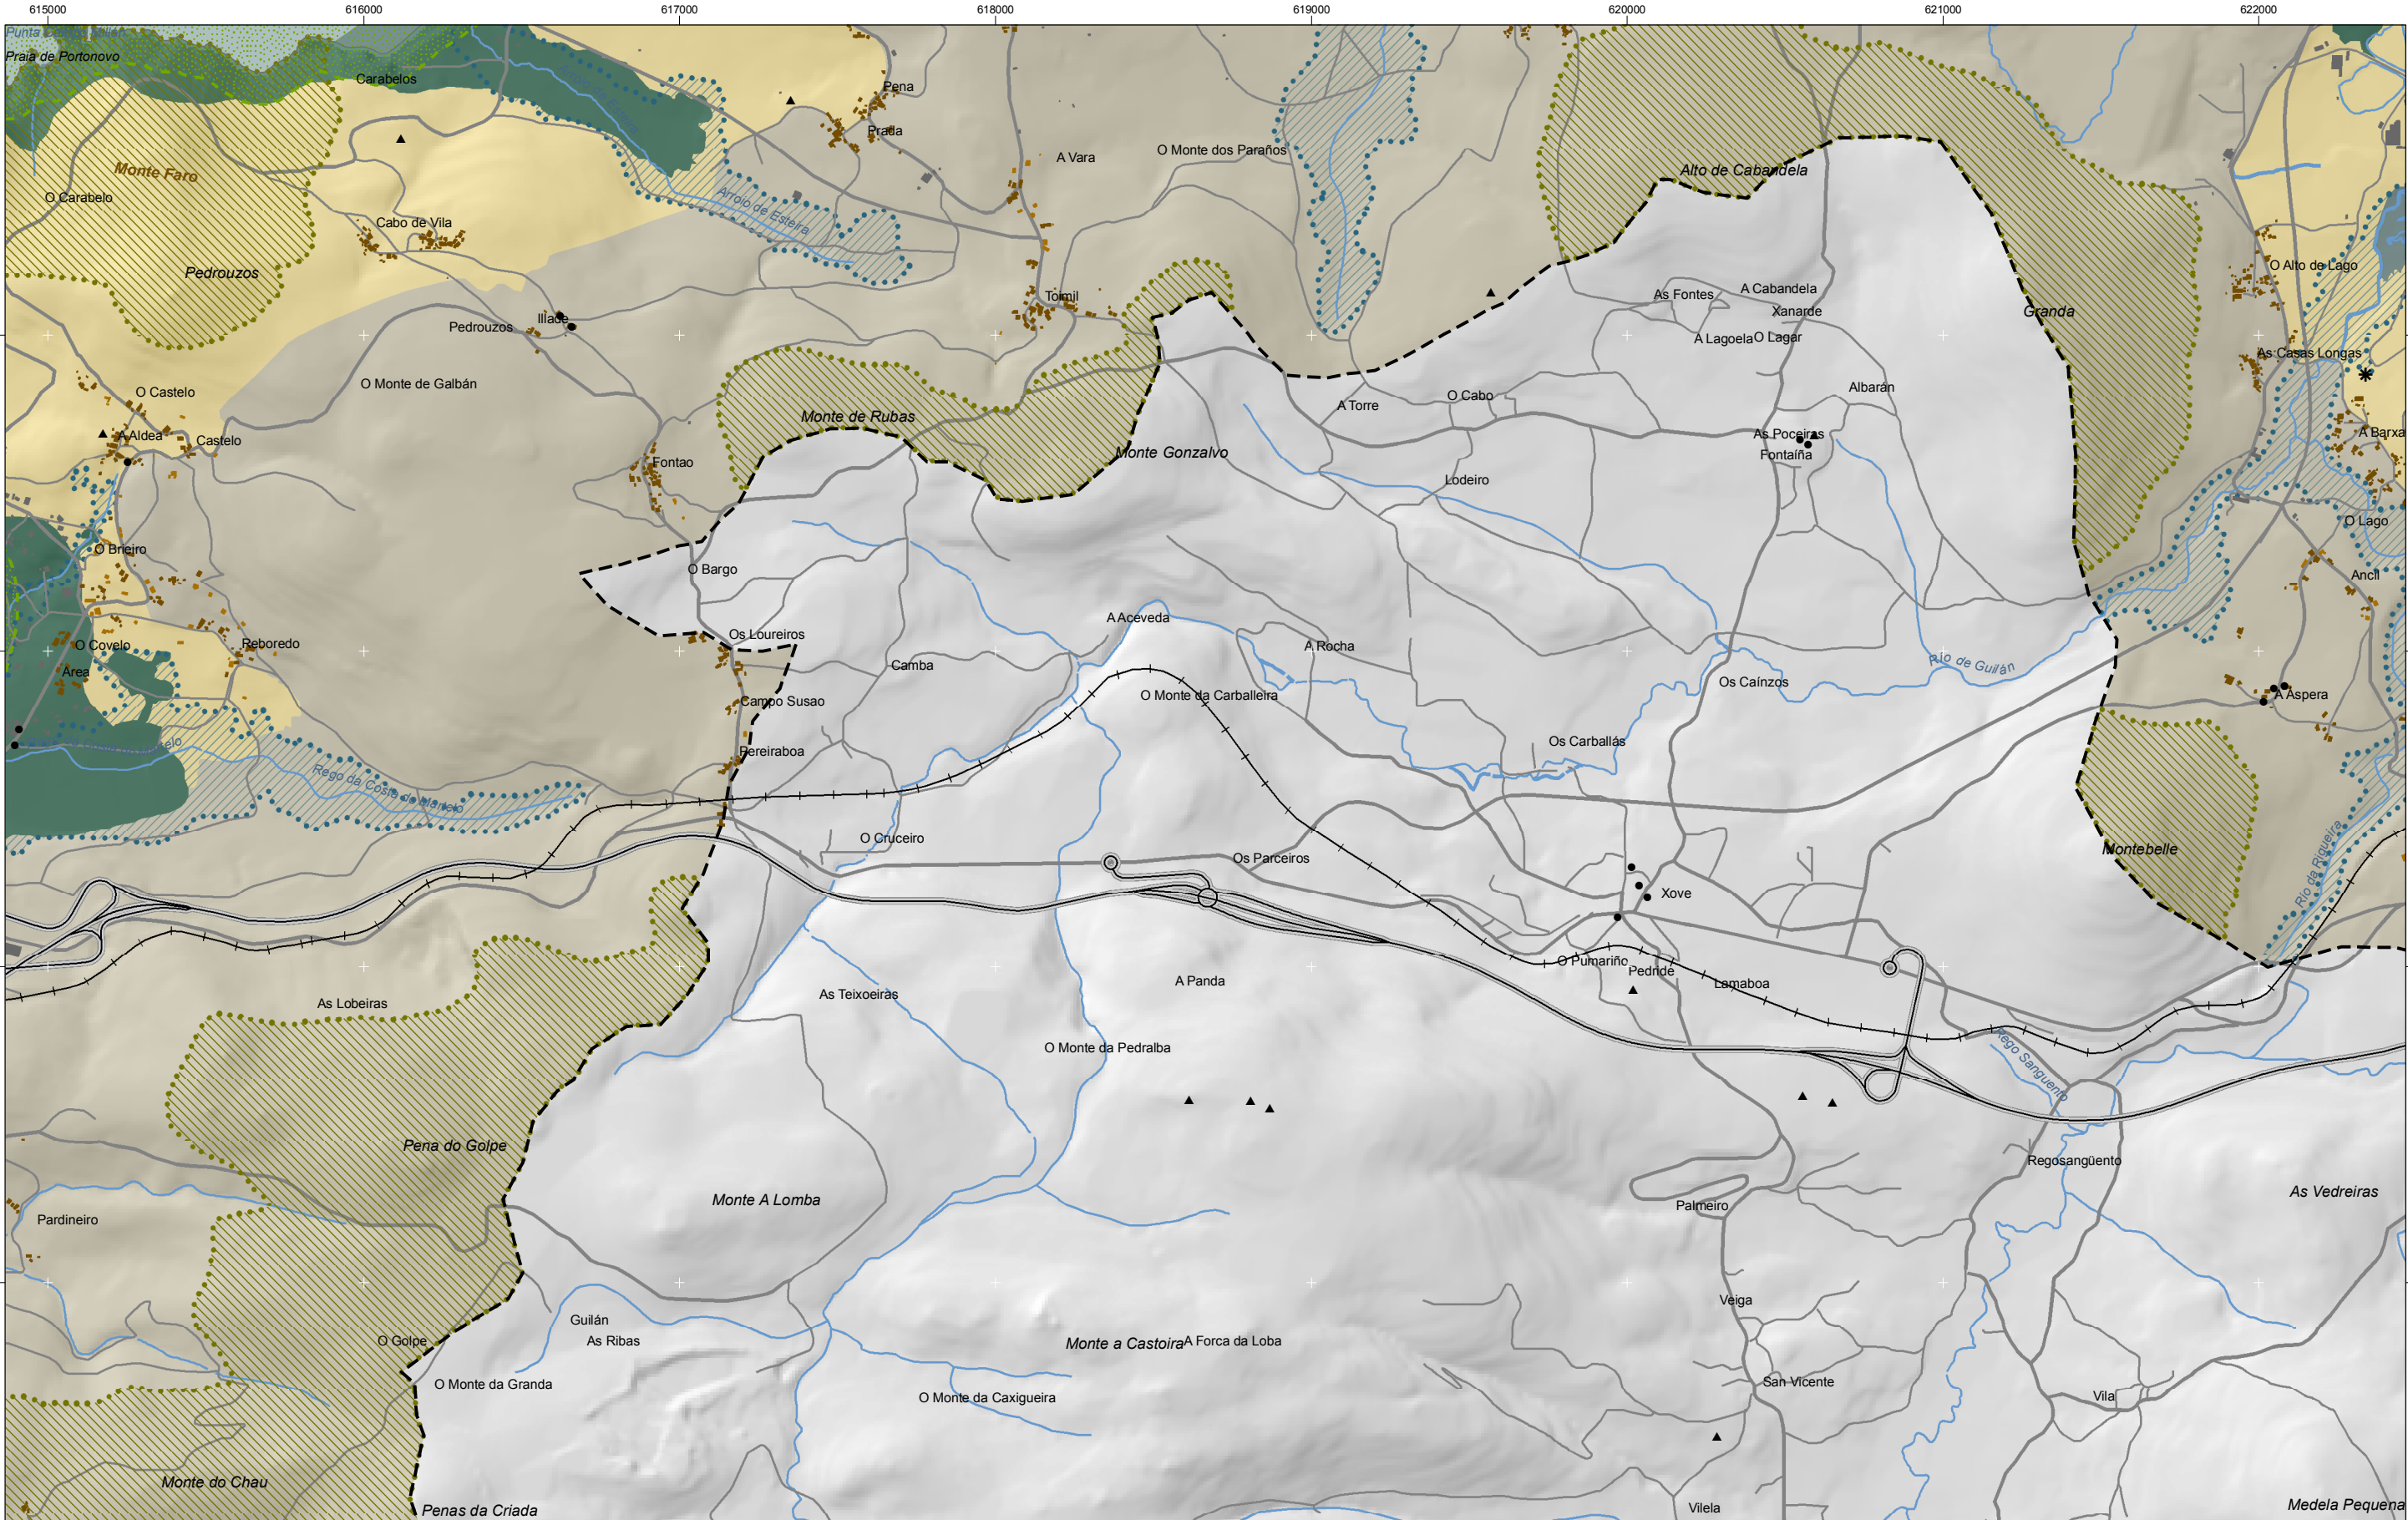 615000
616000
617000
618000
619000
620000
621000
622000
Praia de Portonovo
Carabelos
Pena
Prada
A Vara
O Monte dos Paraños
Monte Faro
Alto de Cabandela
O Carabelo
Arroio de Esteira
Cabo de Vila
Pedrouzos
O Alto de Lago
A Cabandela
As Fontes
Toimil
Xanarde
Granda
Illade
Pedrouzos
A Lagoela
O Lagar
As Casas Longas
O Monte de Galbán
Albarán
O Castelo
O Cabo
A Torre
Monte de Rubas
A Barxa
As Poceiras
A Aldea
Castelo
Monte Gonzalvo
Fontaíña
Fontao
Lodeiro
O Lago
O Brieiro
O Bargo
Ancil
A Aceveda
Os Loureiros
O Covelo
Reboredo
A Rocha
Camba
Río de Guilán
Area
Os Caínzos
O Monte da Carballeira
A Aspera
Campo Susao
Os Carballás
Pereiraboa
Rego da Costa do Marielo
O Cruceiro
Montebelle
Os Parceiros
Río da Rigueira
Xove
O Pumariño
Pedride
A Panda
Lamaboa
As Teixoeiras
As Lobeiras
O Monte da Pedralba
Rego Sanguento
Pena do Golpe
Regosangüento
As Vedreiras
Monte A Lomba
Palmeiro
Pardineiro
Veiga
Guilán
As Ribas
O Golpe
Monte a Castoira
A Forca da Loba
San Vicente
O Monte da Granda
Vila
O Monte da Caxigueira
Monte do Chau
Medela Pequena
Vilela
Penas da Criada